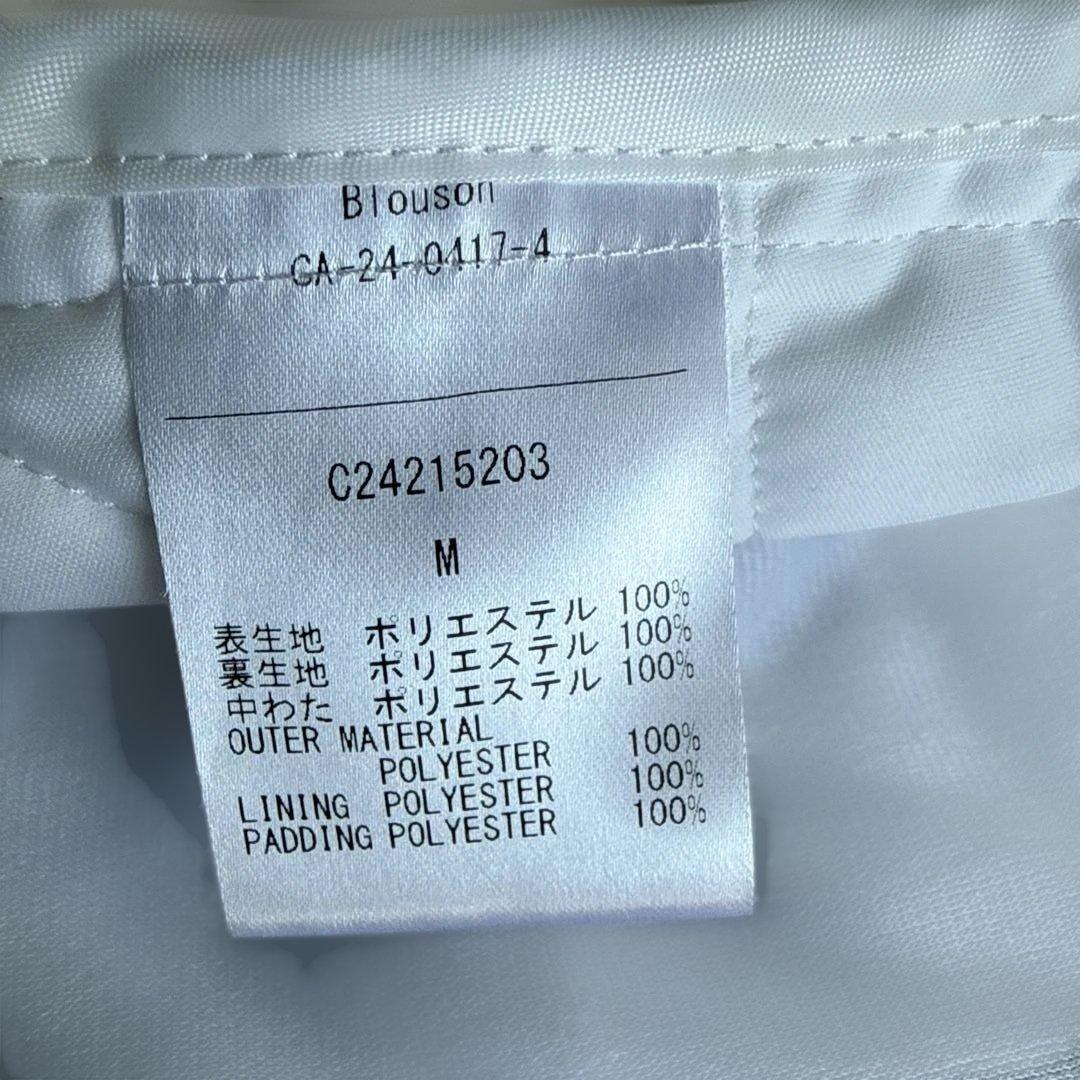 Blouson
CA-24-0417-4
C24215203
M
表生地 ポリエステル 100%
裏生地 ポリエステル 100%
中わた ポリエステル 100%
OUTER MATERIAL
POLYESTER 100%
LINING POLYESTER 100%
PADDING POLYESTER 100%